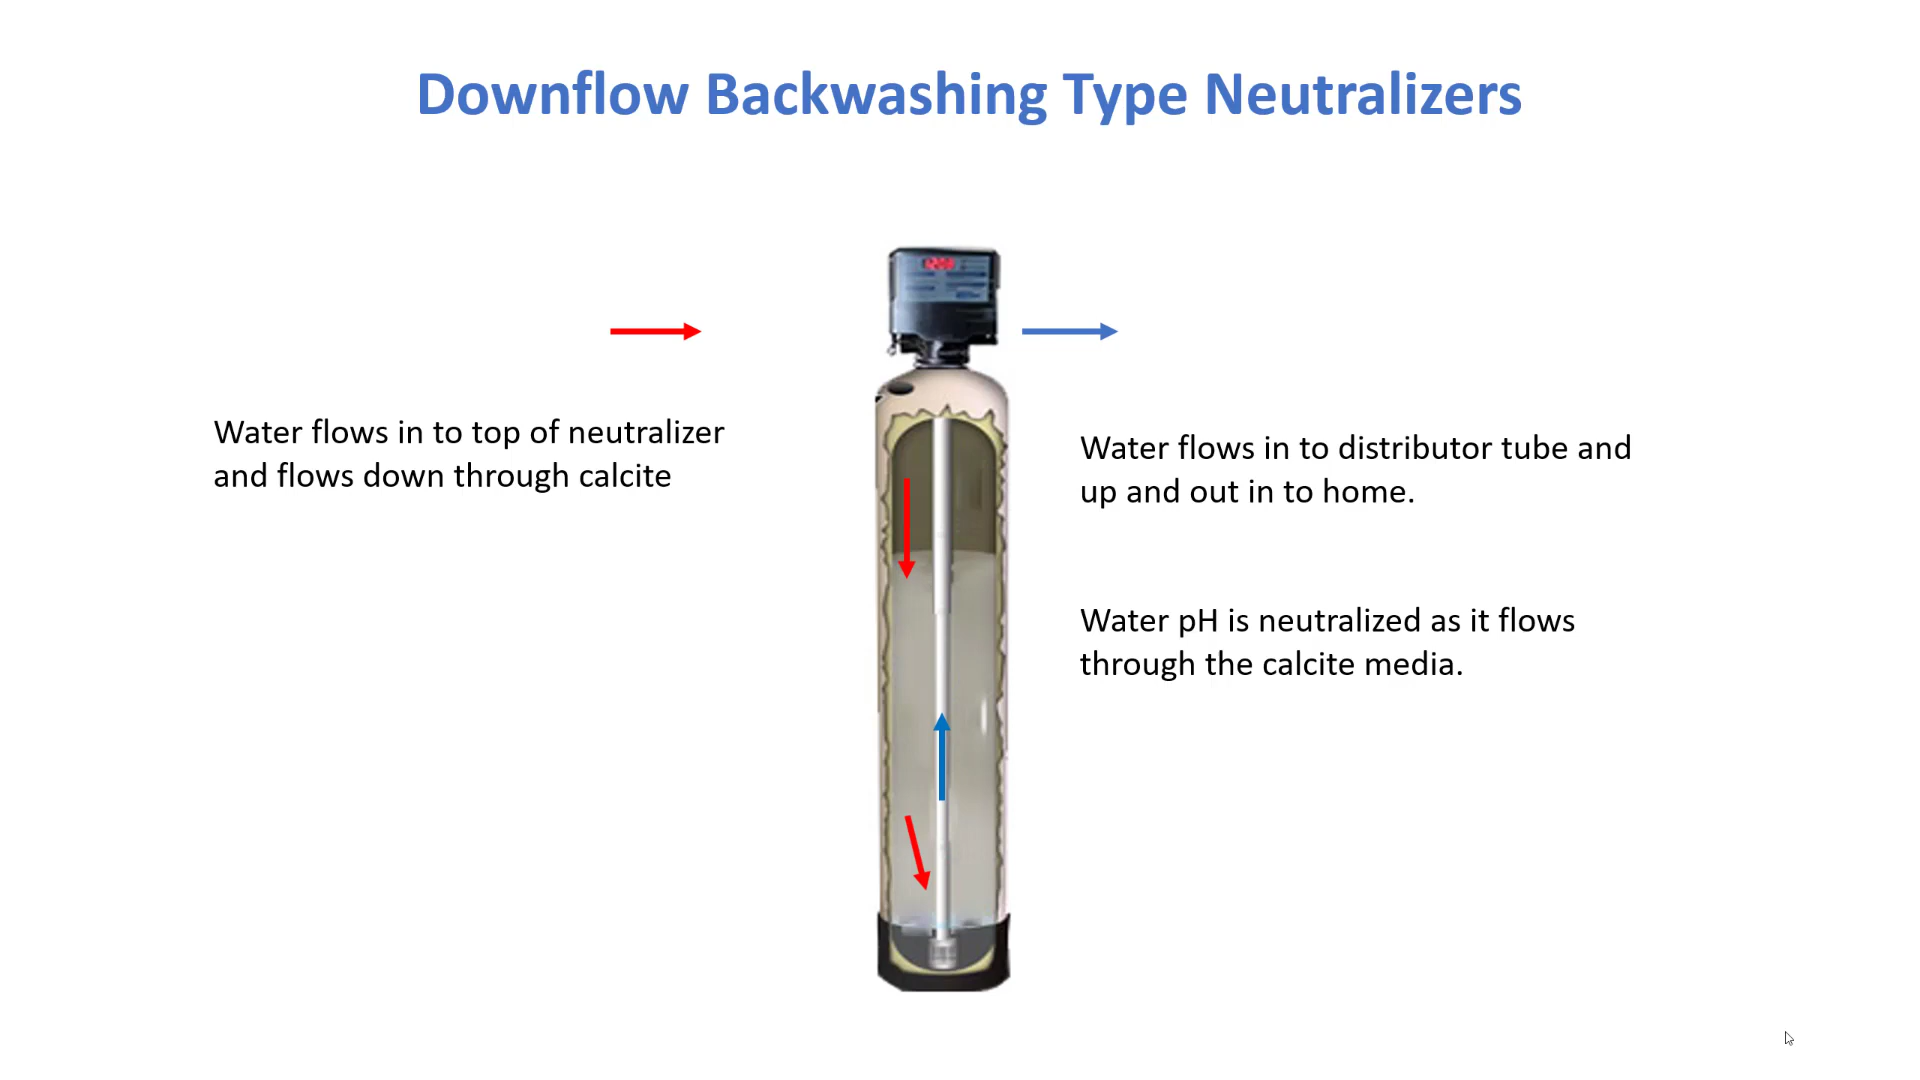 Downflow Backwashing Type Neutralizers
Water flows in to top of neutralizer
and flows down through calcite
Water flows in to distributor tube and
up and out in to home.
Water pH is neutralized as it flows
through the calcite media.